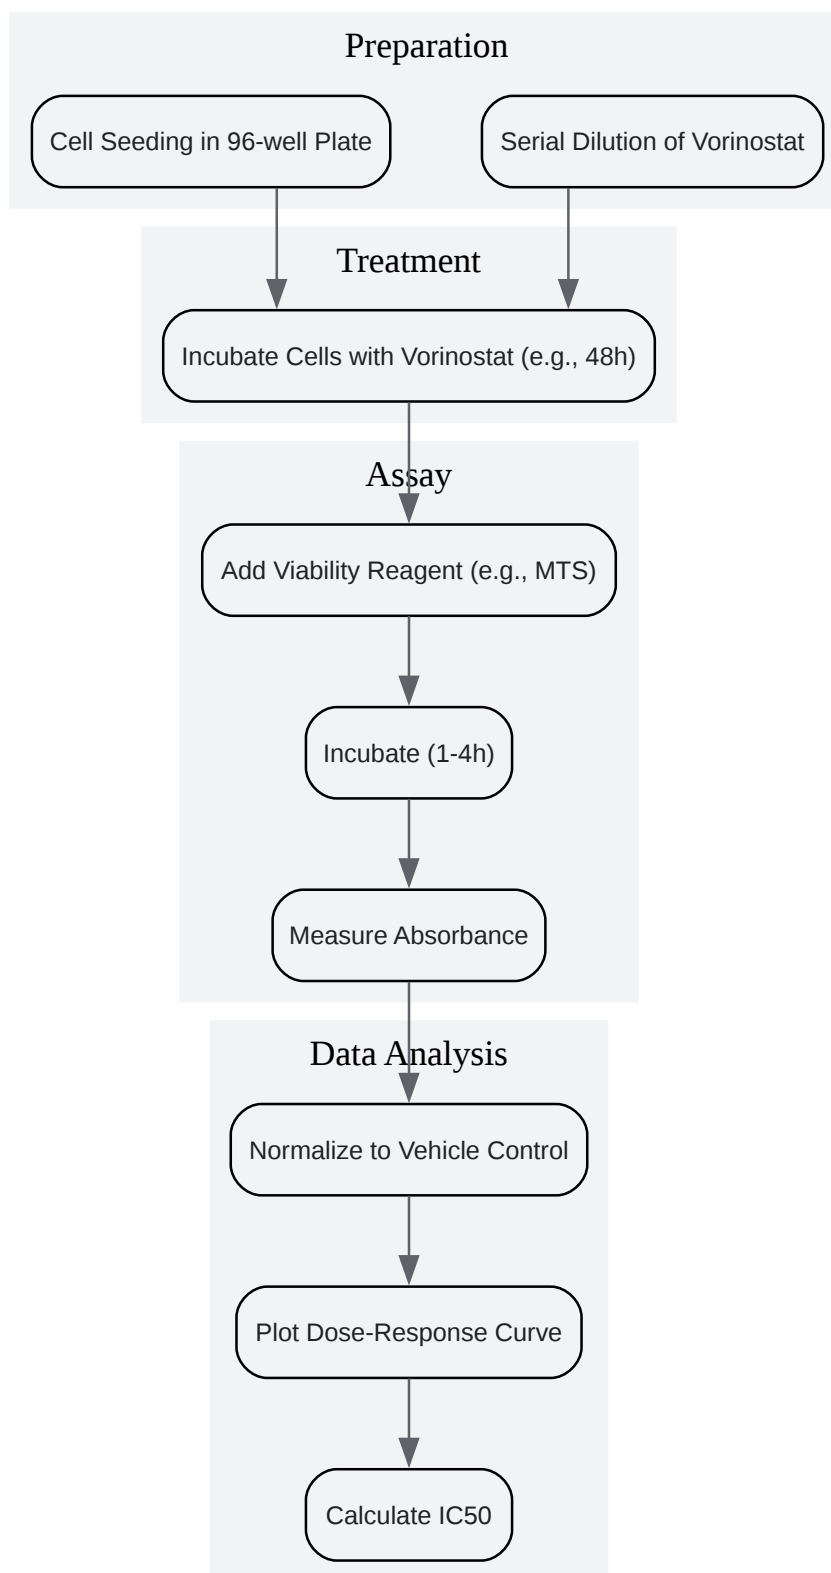 Preparation
Cell Seeding in 96-well Plate
Serial Dilution of Vorinostat
Treatment
Incubate Cells with Vorinostat (e.g., 48h)
Assay
Add Viability Reagent (e.g., MTS)
Incubate (1-4h)
Measure Absorbance
Data Analysis
Normalize to Vehicle Control
Plot Dose-Response Curve
Calculate IC50